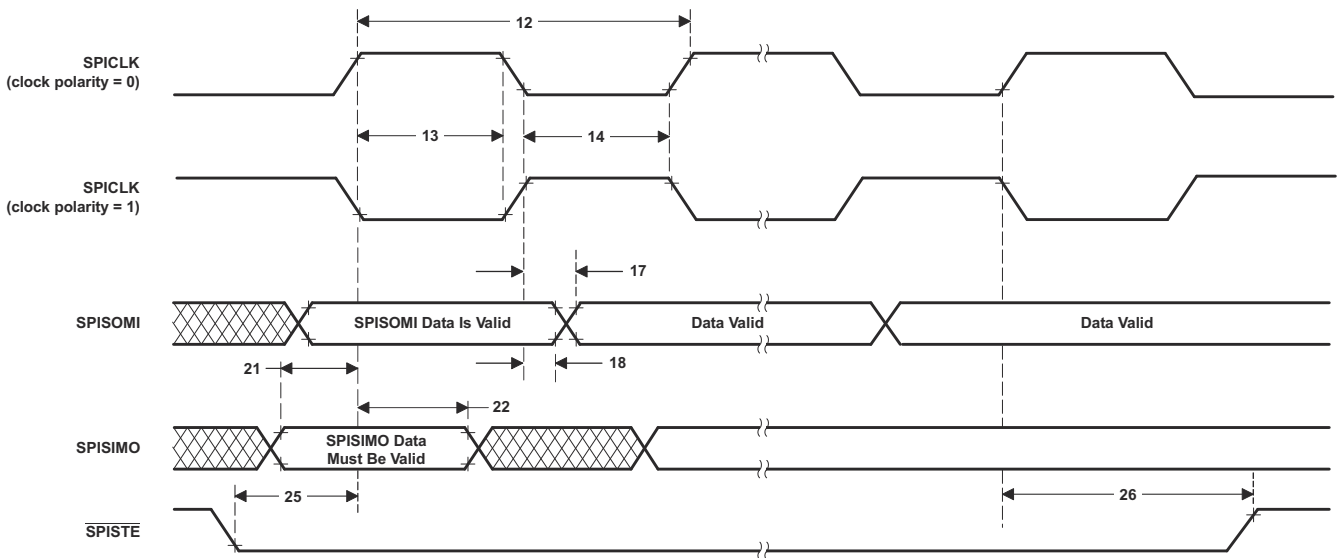 12
SPICLK
(clock polarity = 0)
13
14
SPICLK
(clock polarity = 1)
17
SPISOMI
SPISOMI Data Is Valid
Data Valid
Data Valid
18
21
22
SPISIMO
SPISIMO Data
Must Be Valid
25
26
SPISTE